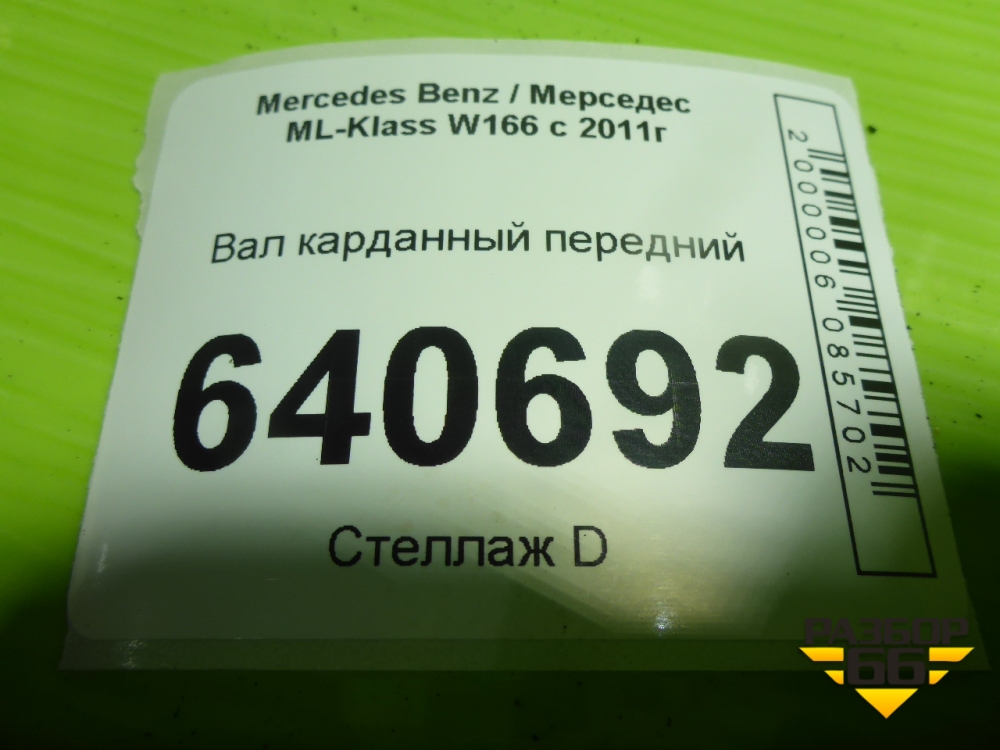 Mercedes Benz / Мерседес
ML-Klass W166 с 2011г
Вал карданный передний
640692
Стеллаж D
2000006085702
РАЗБОР
66